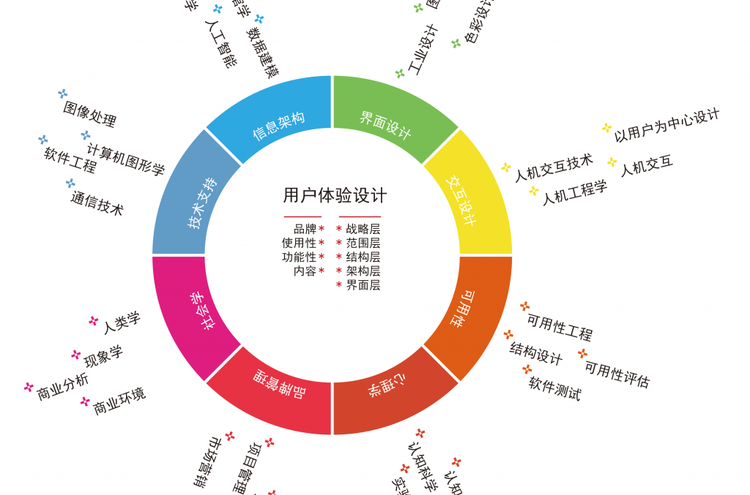 学
人工智能
数据建模
工业设计
色彩设计
图像处理
软件工程
计算机图形学
通信技术
以用户为中心设计
人机交互技术
人机交互
人机工程学
信息架构
界面设计
技术支持
交互设计
社会学
可用性
品牌管理
心理学
用户体验设计
品牌* * 战略层
使用性* * 范围层
功能性* * 结构层
内容* * 架构层
* 界面层
人类学
现象学
商业分析
商业环境
可用性工程
结构设计
可用性评估
软件测试
市场营销
项目管理
认知科学
认知